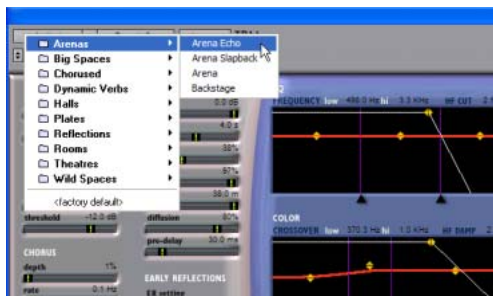 Arenas
Big Spaces
Chorused
Dynamic Verbs
Halls
Plates
Reflections
Rooms
Theatres
Wild Spaces
<factory default>
Arena Echo
Arena Slapback
Arena
Backstage
0.0 dB
4.0 s
38%
87%
38.0 m
threshold -12.0 dB
diffusion 80%
pre-delay 30.0 ms
CHORUS
depth 1%
rate 0.1 Hz
EARLY REFLECTIONS
ER setting
FREQUENCY low 498.0 Hz hi 3.3 KHz HF CUT
COLOR
CROSSOVER low 370.3 Hz hi 1.0 KHz HF DAMP